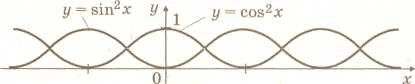 y = sin²x
y
1
y = cos²x
0
x